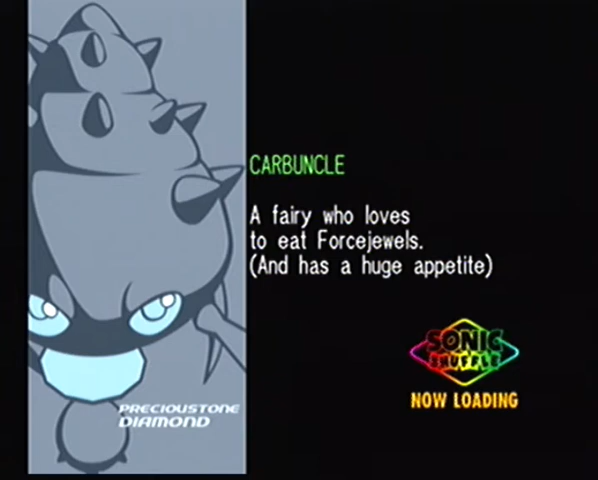 CARBUNCLE
A fairy who loves
to eat Forcejewels.
(And has a huge appetite)
PRECIOUSTONE
DIAMOND
SONIC
SHUFFLE
NOW LOADING